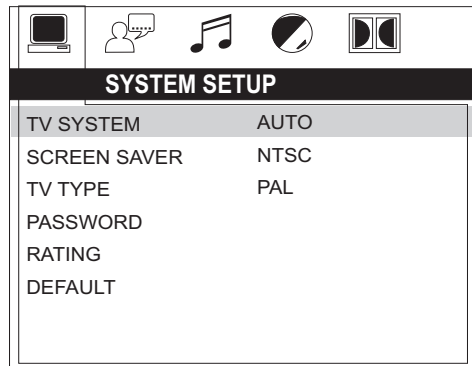 SYSTEM SETUP
TV SYSTEM AUTO
SCREEN SAVER NTSC
TV TYPE PAL
PASSWORD
RATING
DEFAULT